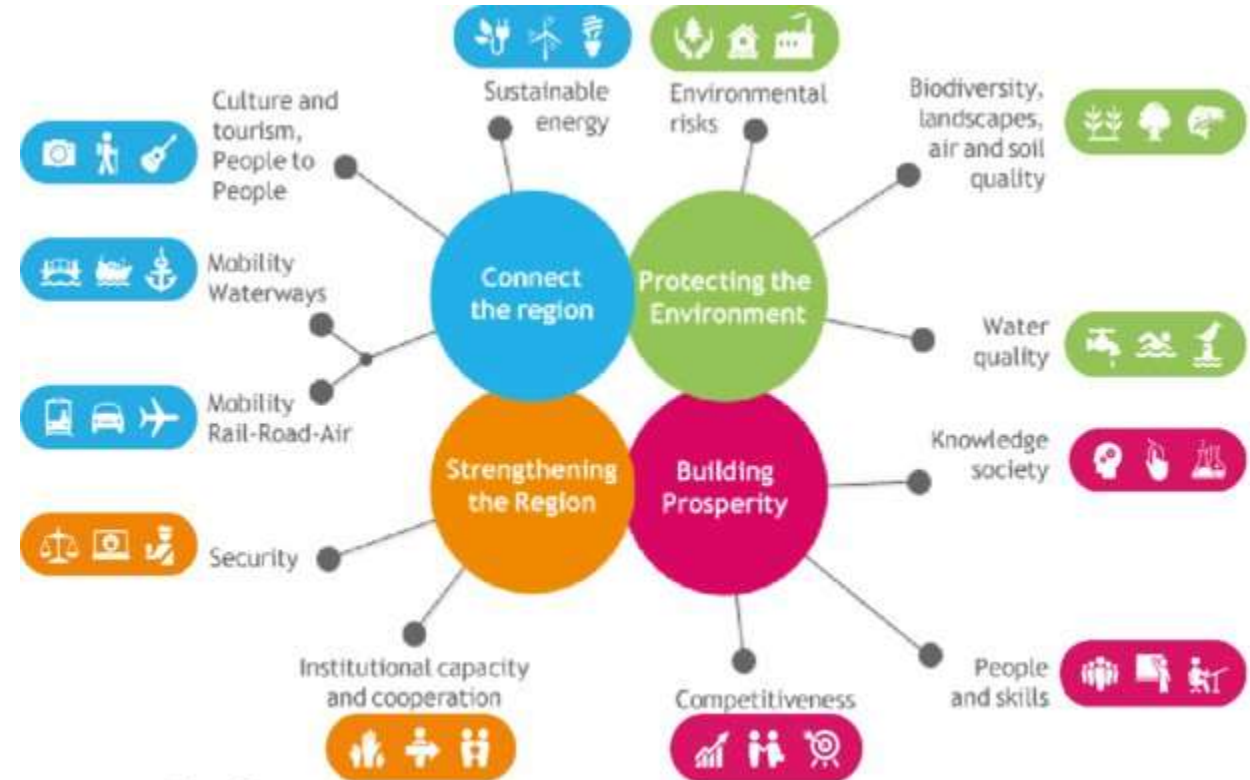 Sustainable
energy
Environmental
risks
Culture and
tourism,
People to
People
Biodiversity,
landscapes,
air and soil
quality
Mobility
Waterways
Connect
the region
Protecting the
Environment
Water
quality
Mobility
Rail-Road-Air
Strengthening
the Region
Building
Prosperity
Knowledge
society
Security
Institutional capacity
and cooperation
Competitiveness
People
and skills